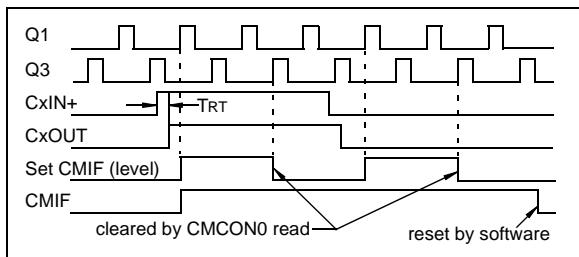 Q1
Q3
CxIN+
TRT
CxOUT
Set CMIF (level)
CMIF
cleared by CMCON0 read
reset by software